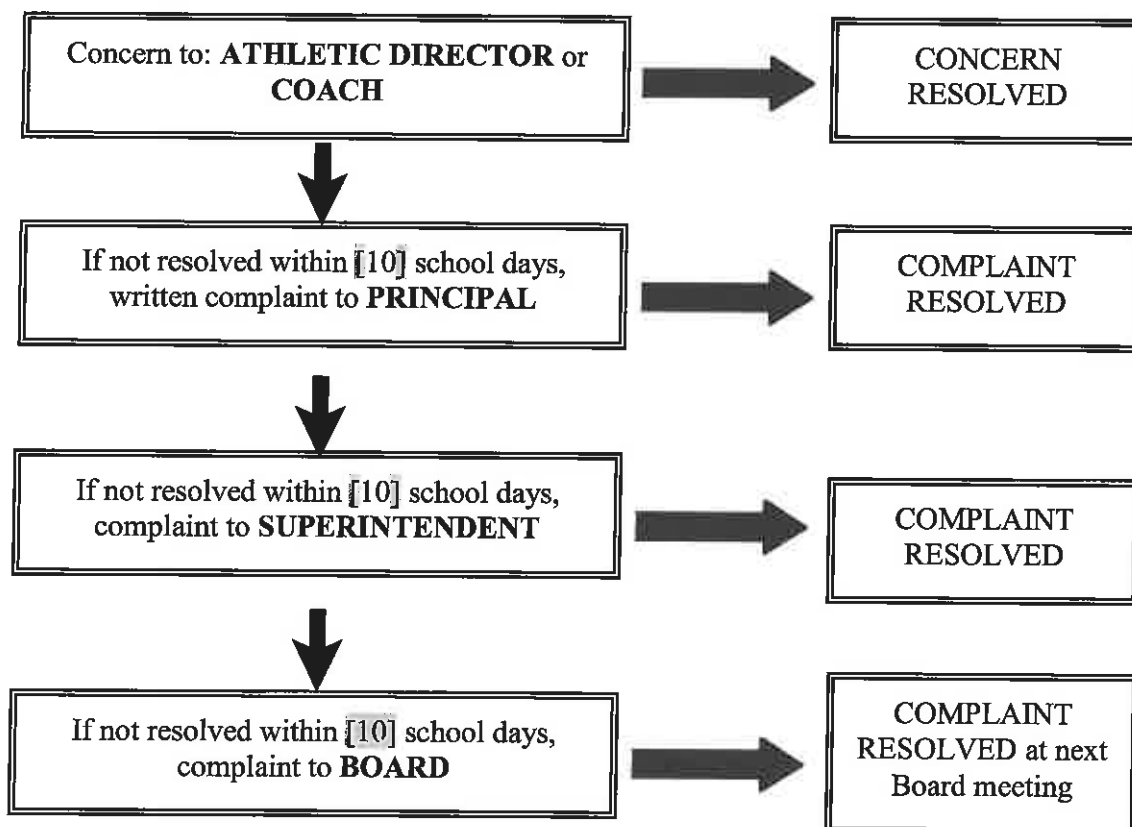 Concern to: ATHLETIC DIRECTOR or
COACH
CONCERN
RESOLVED
If not resolved within [10] school days,
written complaint to PRINCIPAL
COMPLAINT
RESOLVED
If not resolved within [10] school days,
complaint to SUPERINTENDENT
COMPLAINT
RESOLVED
If not resolved within [10] school days,
complaint to BOARD
COMPLAINT
RESOLVED at next
Board meeting